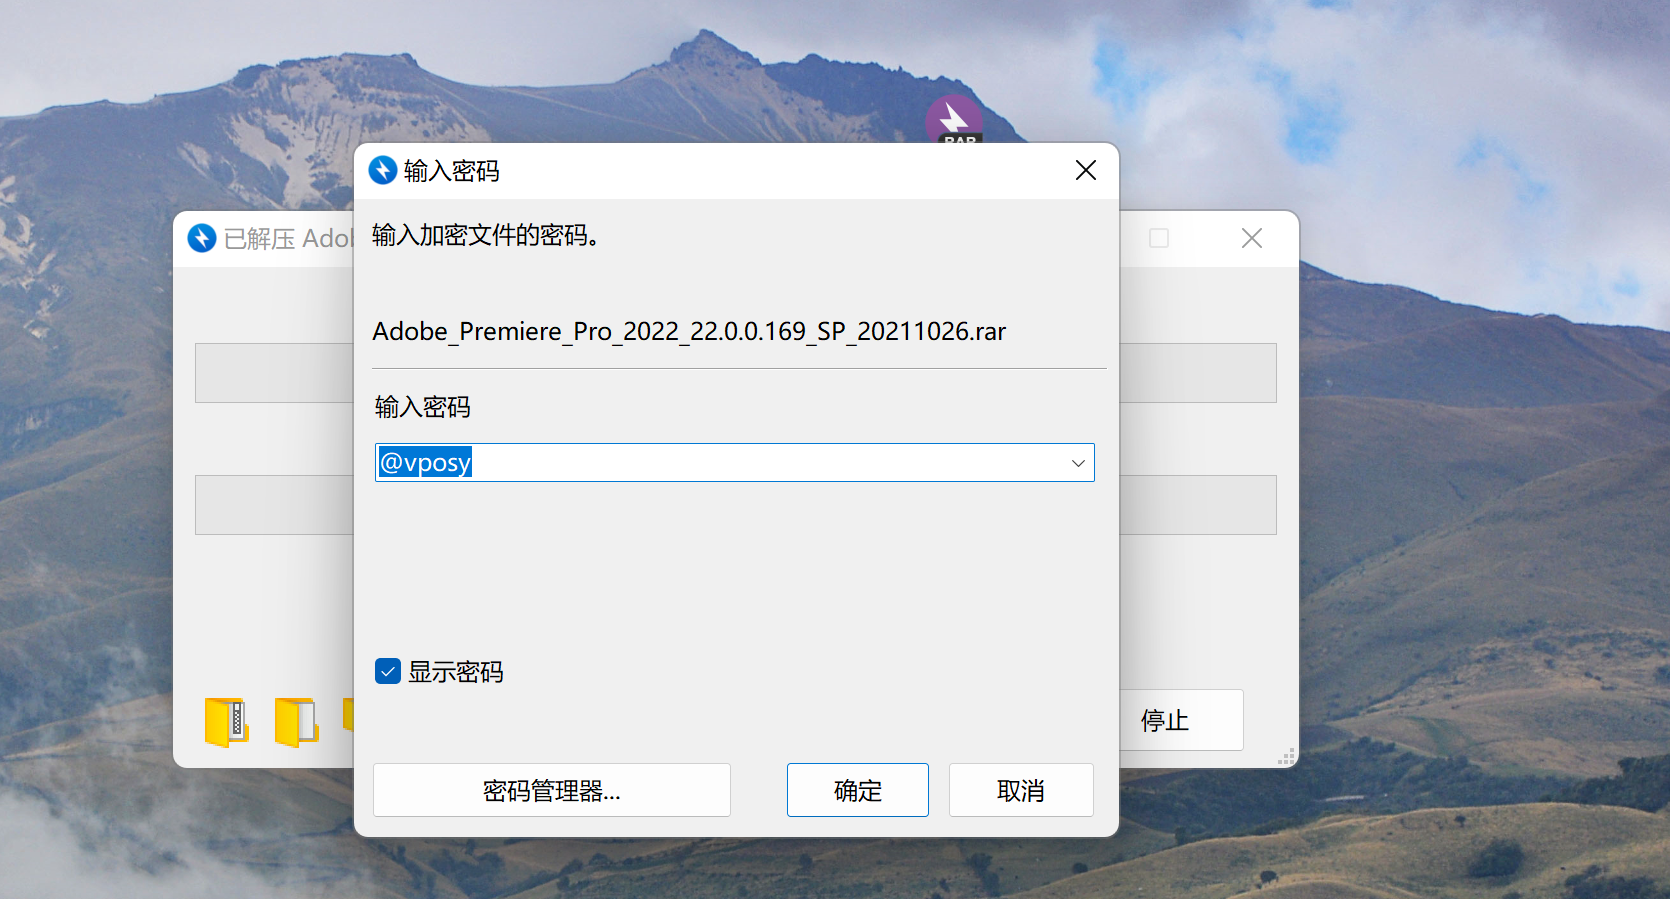 RAR
输入密码
已解压 Adob
输入加密文件的密码。
Adobe_Premiere_Pro_2022_22.0.0.169_SP_20211026.rar
输入密码
@vposy
显示密码
停止
密码管理器...
确定
取消